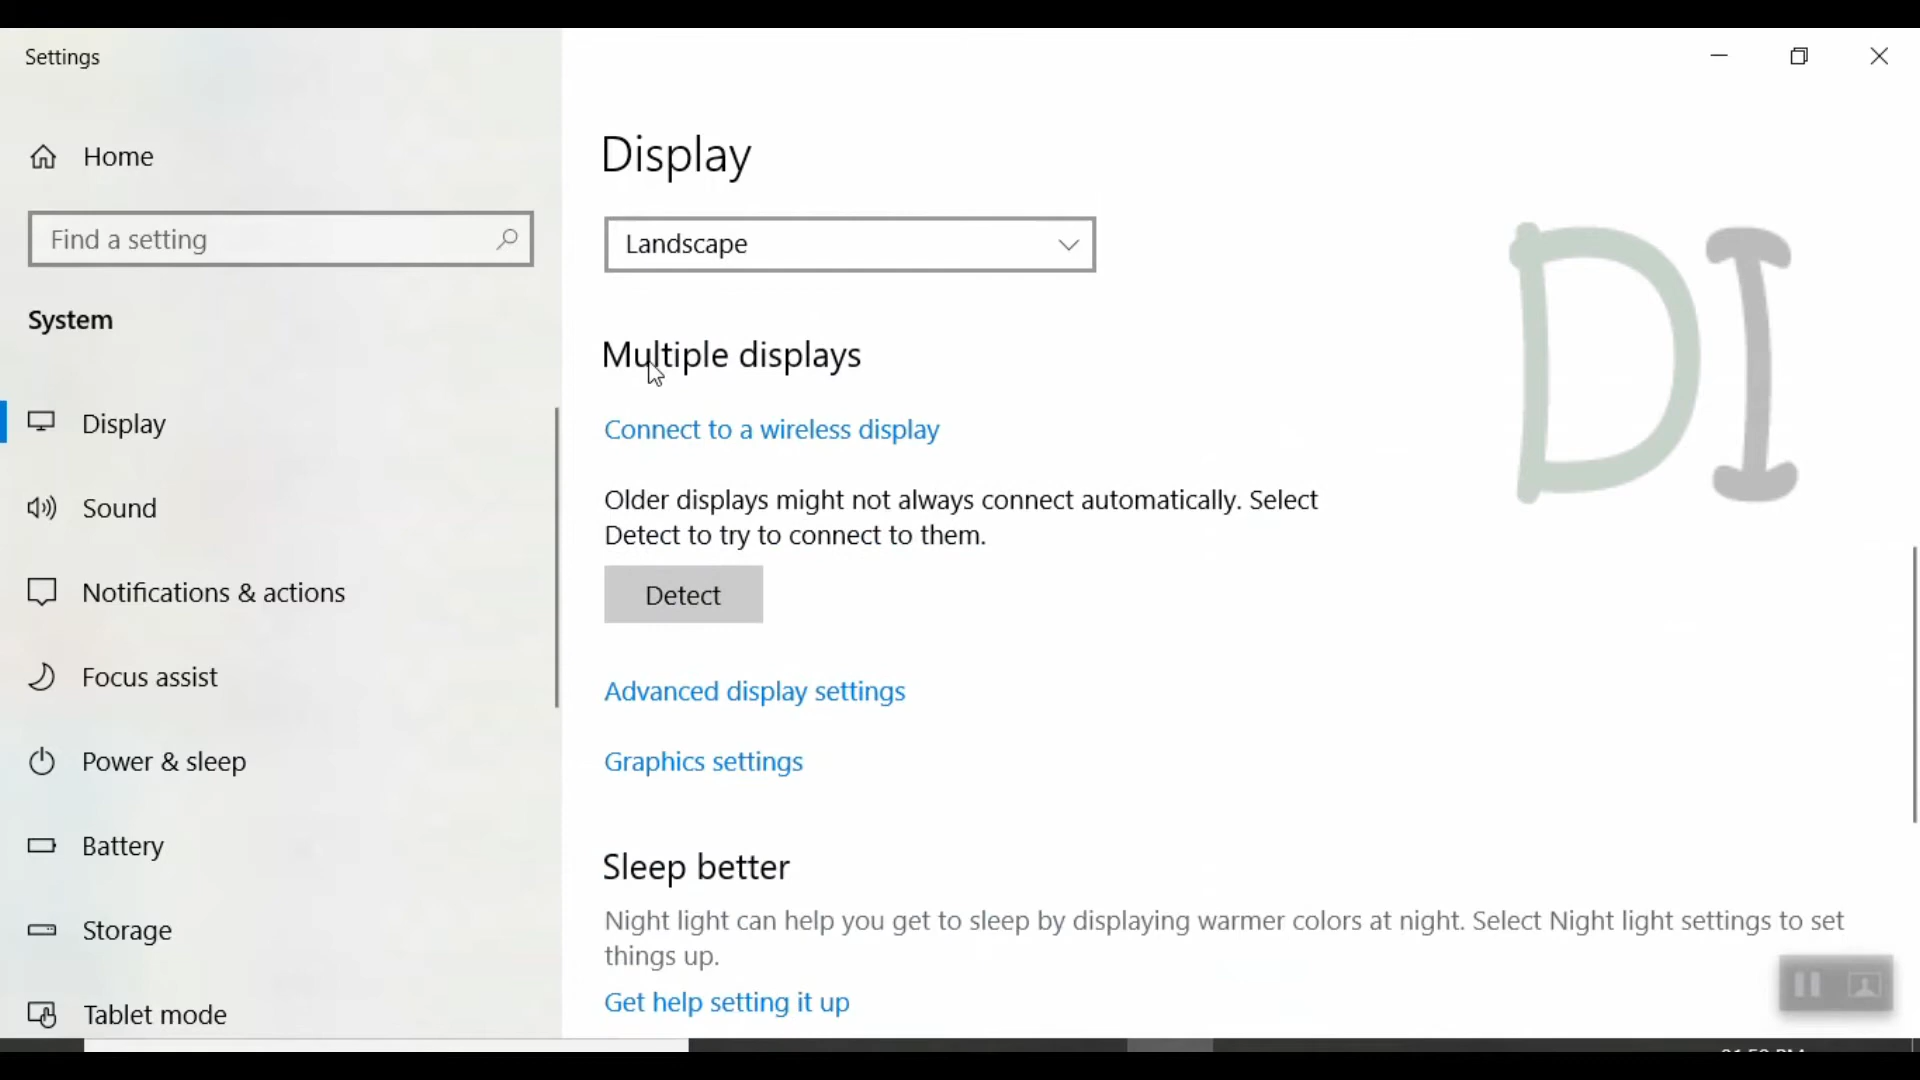 Settings
Home
Find a setting
System
Display
Sound
Notifications & actions
Focus assist
Power & sleep
Battery
Storage
Tablet mode
Display
Landscape
Multiple displays
Connect to a wireless display
Older displays might not always connect automatically. Select
Detect to try to connect to them.
Detect
Advanced display settings
Graphics settings
Sleep better
Night light can help you get to sleep by displaying warmer colors at night. Select Night light settings to set
things up.
Get help setting it up
DI